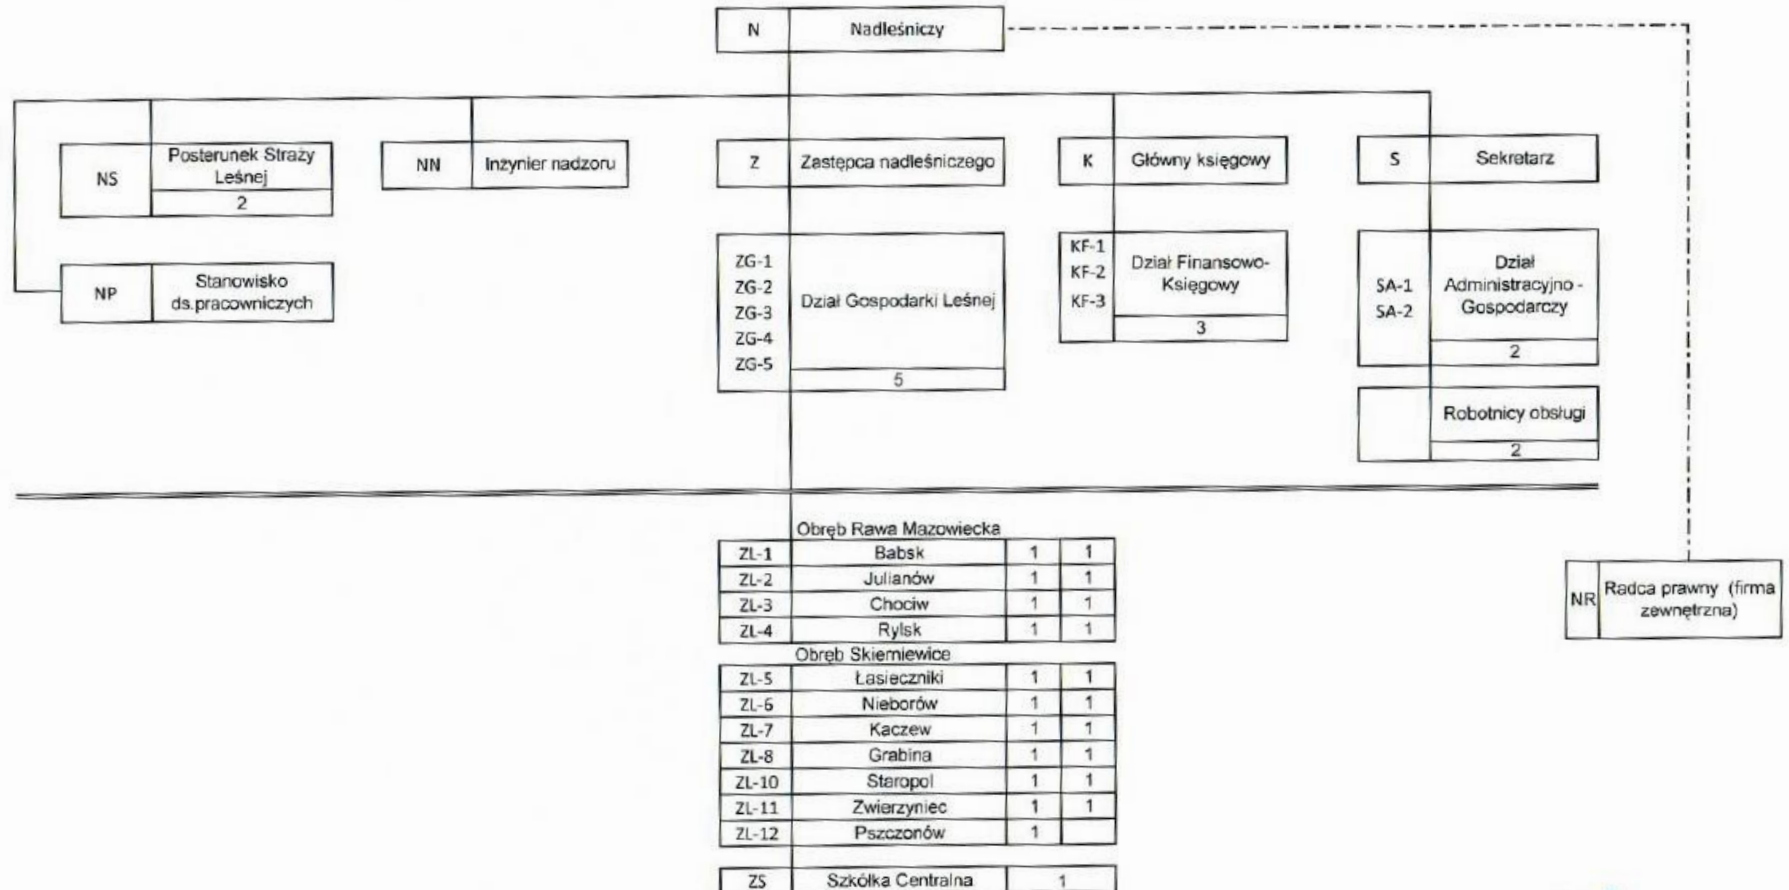 N Nadleśniczy
NS Posterunek Straży
Leśnej
2
NN Inżynier nadzoru
Z Zastępca nadleśniczego
K Główny księgowy
S Sekretarz
NP Stanowisko
ds.pracowniczych
ZG-1
ZG-2
ZG-3
ZG-4
ZG-5
Dział Gospodarki Leśnej
5
KF-1
KF-2
KF-3
Dział Finansowo-
Księgowy
3
SA-1
SA-2
Dział
Administracyjno -
Gospodarczy
2
Robotnicy obsługi
2
Obręb Rawa Mazowiecka
ZL-1 Babsk 1 1
ZL-2 Julianów 1 1
ZL-3 Chociw 1 1
ZL-4 Rylsk 1 1
Obręb Skierniewice
ZL-5 Łasieczniki 1 1
ZL-6 Nieborów 1 1
ZL-7 Kaczew 1 1
ZL-8 Grabina 1 1
ZL-10 Staropol 1 1
ZL-11 Zwierzyniec 1 1
ZL-12 Pszczonów 1
ZS Szkółka Centralna 1
NR Radca prawny (firma
zewnętrzna)